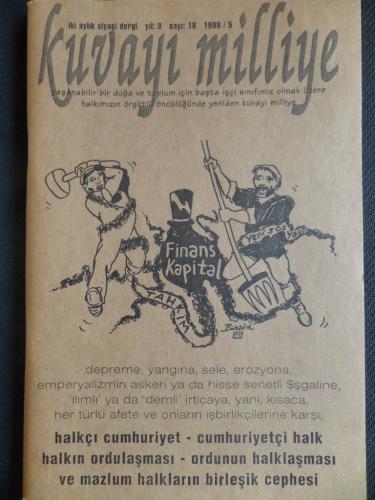 iki aylık siyasi dergi yıl: 3 sayı: 18 1999 / 5
kuvayı milliye
yaşanabilir bir doğa ve toplum için başta işçi sınıfımız olmak üzere
halkımızın örgütlü öncülüğünde yeniden kuvayı milliye
Finans
Kapital
TAHKİM
depreme, yangına, sele, erozyona,
emperyalizmin askeri ya da hisse senetli $şgaline,
'ılımlı' ya da 'demli' irticaya, yani, kısaca,
her türlü afete ve onların işbirlikçilerine karşı,
halkçı cumhuriyet - cumhuriyetçi halk
halkın ordulaşması - ordunun halklaşması
ve mazlum halkların birleşik cephesi